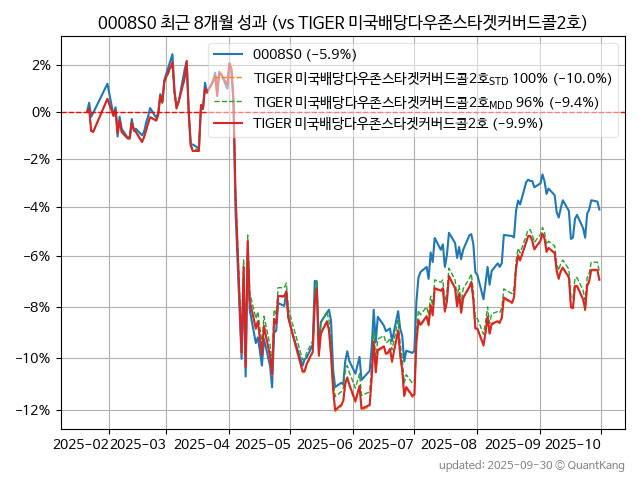 0008S0 최근 8개월 성과 (vs TIGER 미국배당다우존스타겟커버드콜2호)
0008S0 (−5.9%)
TIGER 미국배당다우존스타겟커버드콜2호STD 100% (−10.0%)
TIGER 미국배당다우존스타겟커버드콜2호MDD 96% (−9.4%)
TIGER 미국배당다우존스타겟커버드콜2호 (−9.9%)
2%
0%
−2%
−4%
−6%
−8%
−10%
−12%
2025-02 2025-03 2025-04 2025-05 2025-06 2025-07 2025-08 2025-09 2025-10
updated: 2025-09-30 © QuantKang